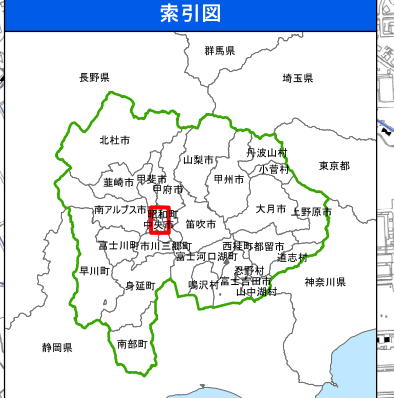 索引図
群馬県
長野県
埼玉県
北杜市
丹波山村
山梨市
小菅村
東京都
韮崎市
甲斐市
甲州市
甲府市
南アルプス市
昭和町
大月市
上野原市
中央市
笛吹市
富士川町
市川三郷町
西桂町
都留市
道志村
富士河口湖町
早川町
忍野村
身延町
鳴沢村
富士吉田市
神奈川県
山中湖村
静岡県
南部町